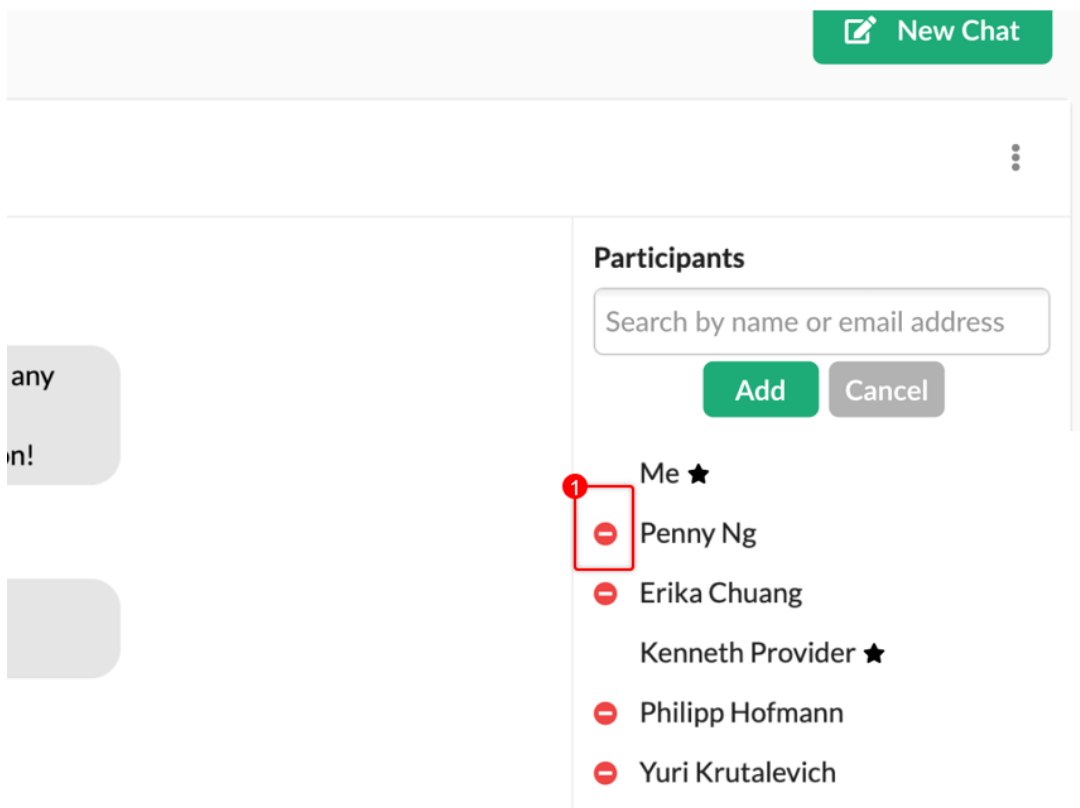 New Chat
Participants
Search by name or email address
any
Add Cancel
on!
Me
1
Penny Ng
Erika Chuang
Kenneth Provider
Philipp Hofmann
Yuri Krutalevich